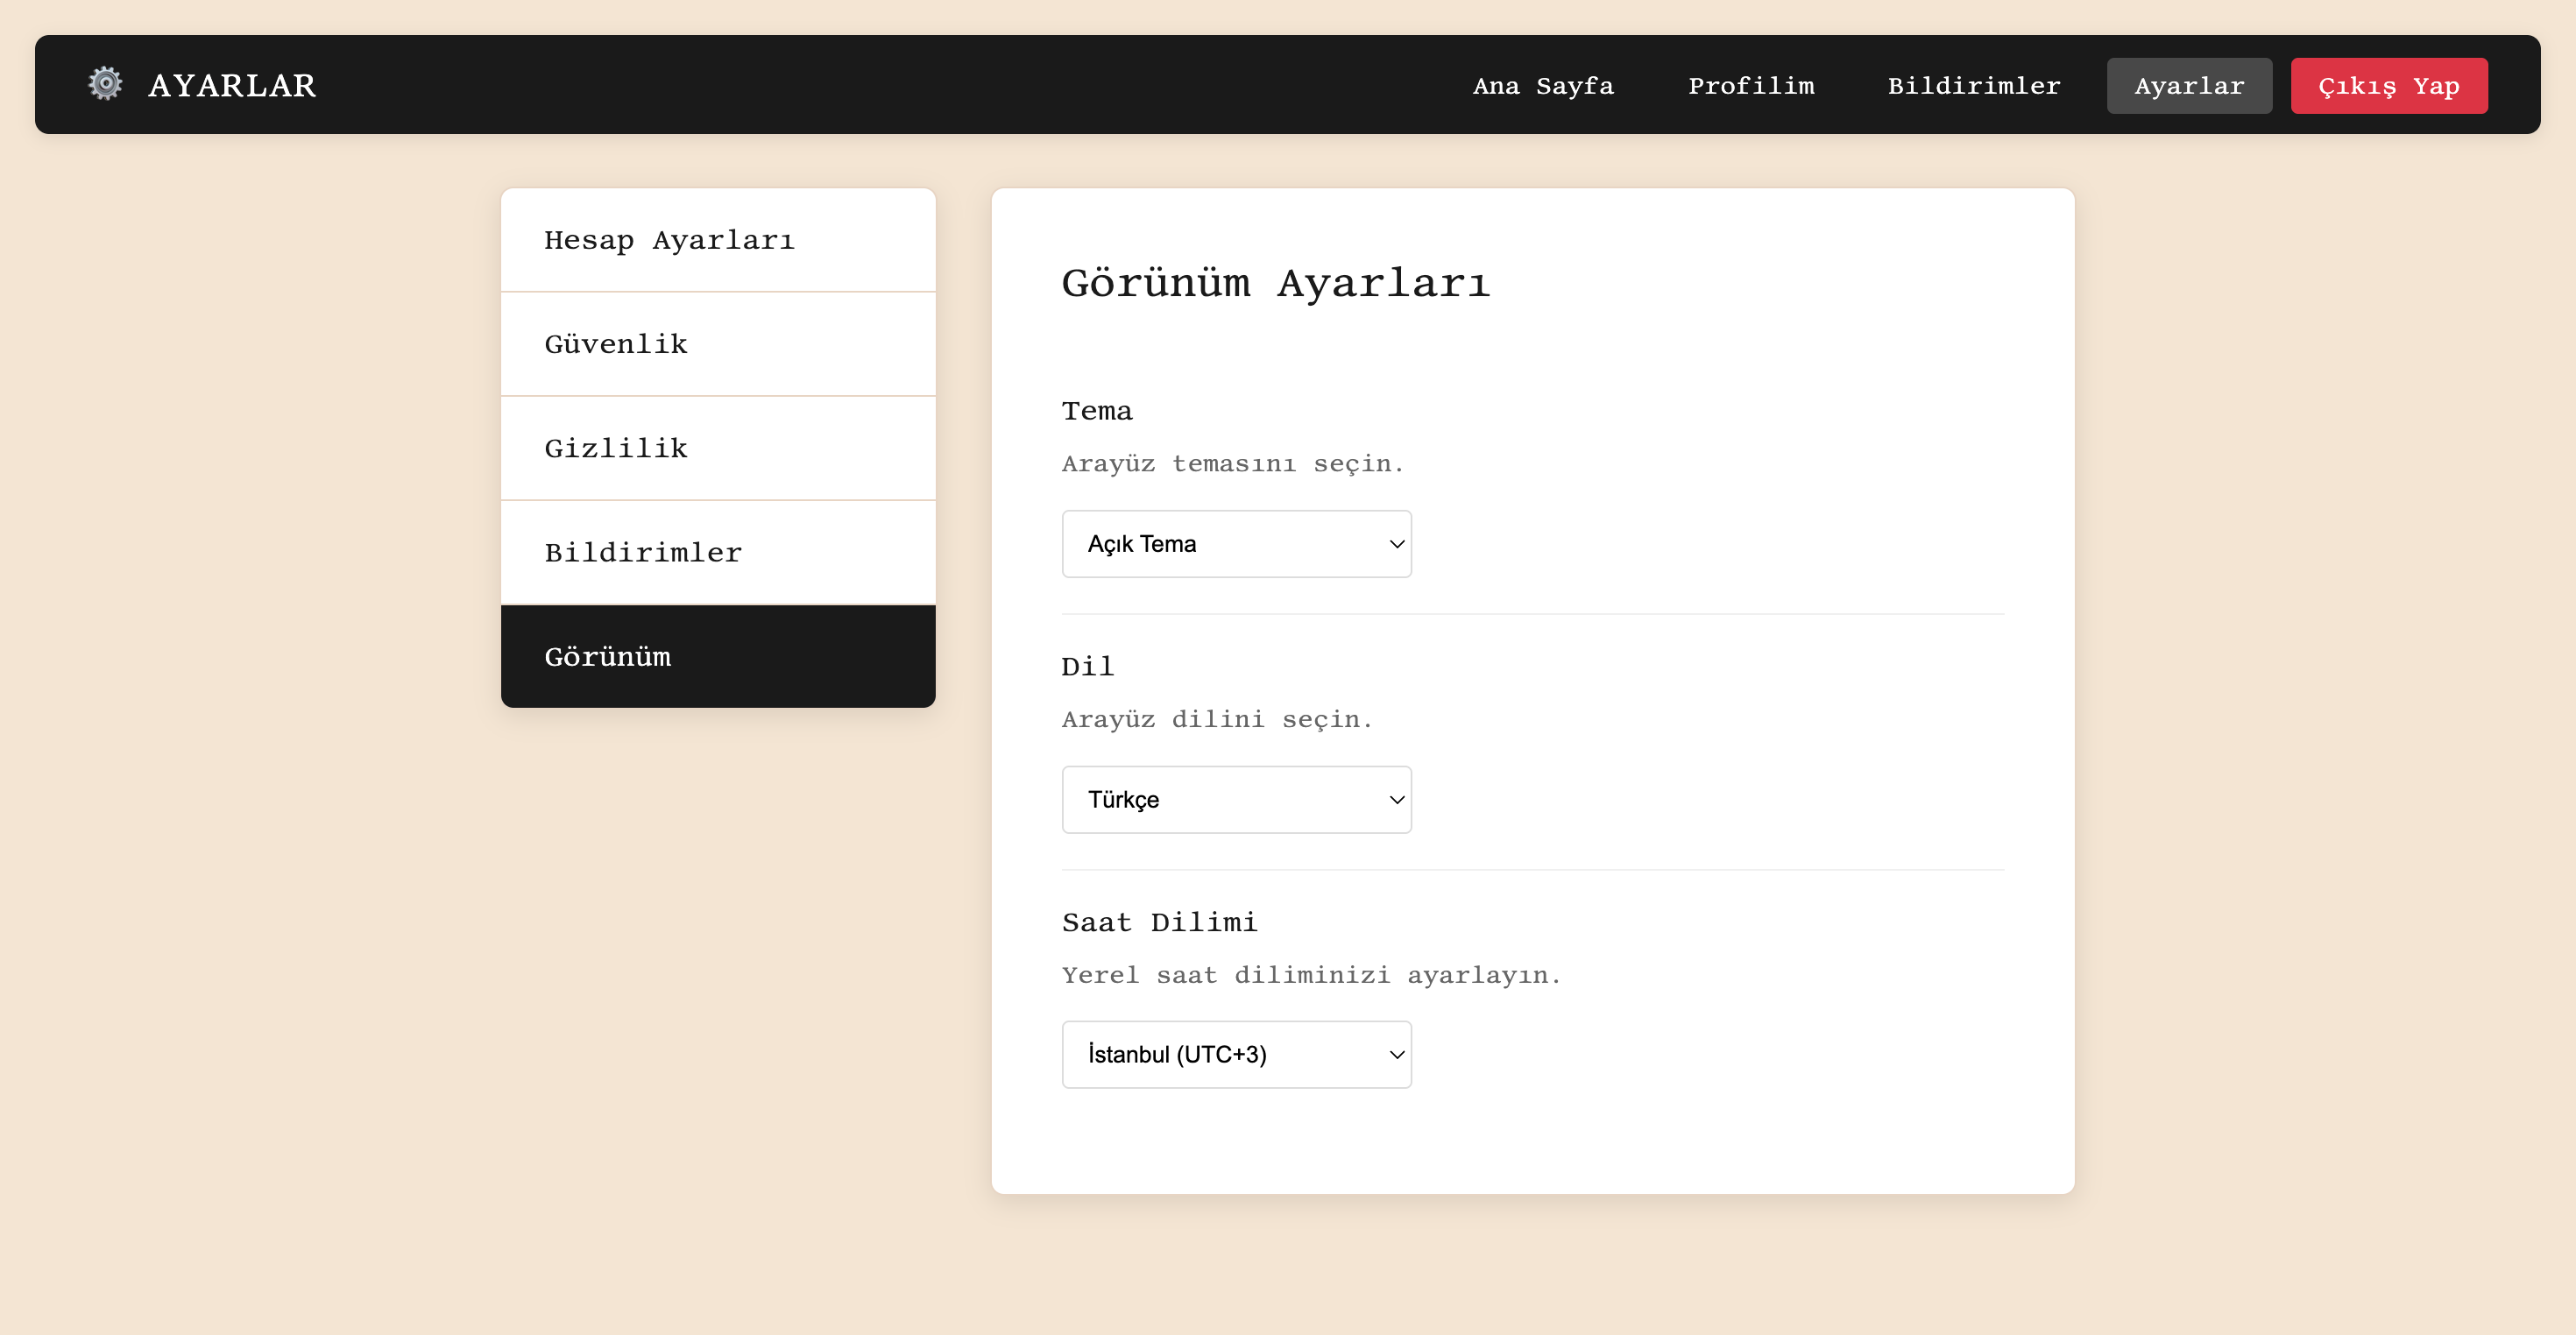 AYARLAR
Ana Sayfa
Profilim
Bildirimler
Ayarlar
Çıkış Yap
Hesap Ayarları
Güvenlik
Gizlilik
Bildirimler
Görünüm
Görünüm Ayarları
Tema
Arayüz temasını seçin.
Açık Tema
Dil
Arayüz dilini seçin.
Türkçe
Saat Dilimi
Yerel saat diliminizi ayarlayın.
İstanbul (UTC+3)